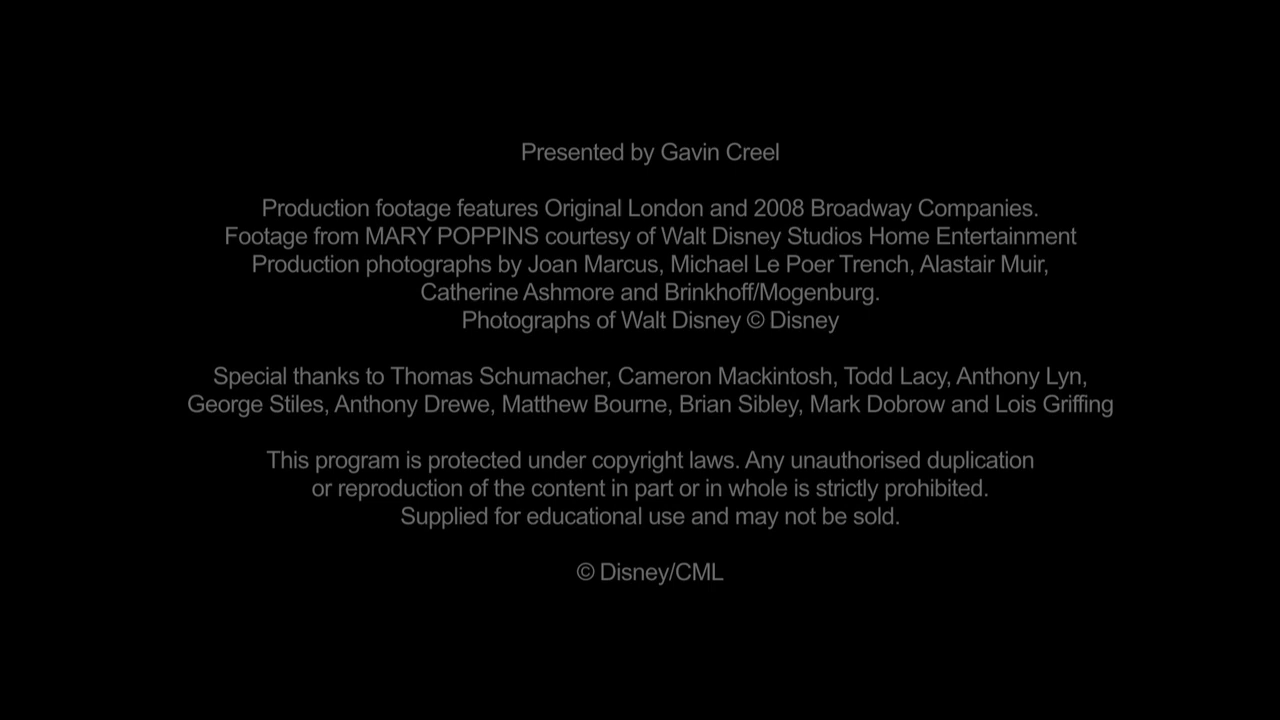 Presented by Gavin Creel
Production footage features Original London and 2008 Broadway Companies.
Footage from MARY POPPINS courtesy of Walt Disney Studios Home Entertainment
Production photographs by Joan Marcus, Michael Le Poer Trench, Alastair Muir,
Catherine Ashmore and Brinkhoff/Mogenburg.
Photographs of Walt Disney © Disney
Special thanks to Thomas Schumacher, Cameron Mackintosh, Todd Lacy, Anthony Lyn,
George Stiles, Anthony Drewe, Matthew Bourne, Brian Sibley, Mark Dobrow and Lois Griffing
This program is protected under copyright laws. Any unauthorised duplication
or reproduction of the content in part or in whole is strictly prohibited.
Supplied for educational use and may not be sold.
© Disney/CML